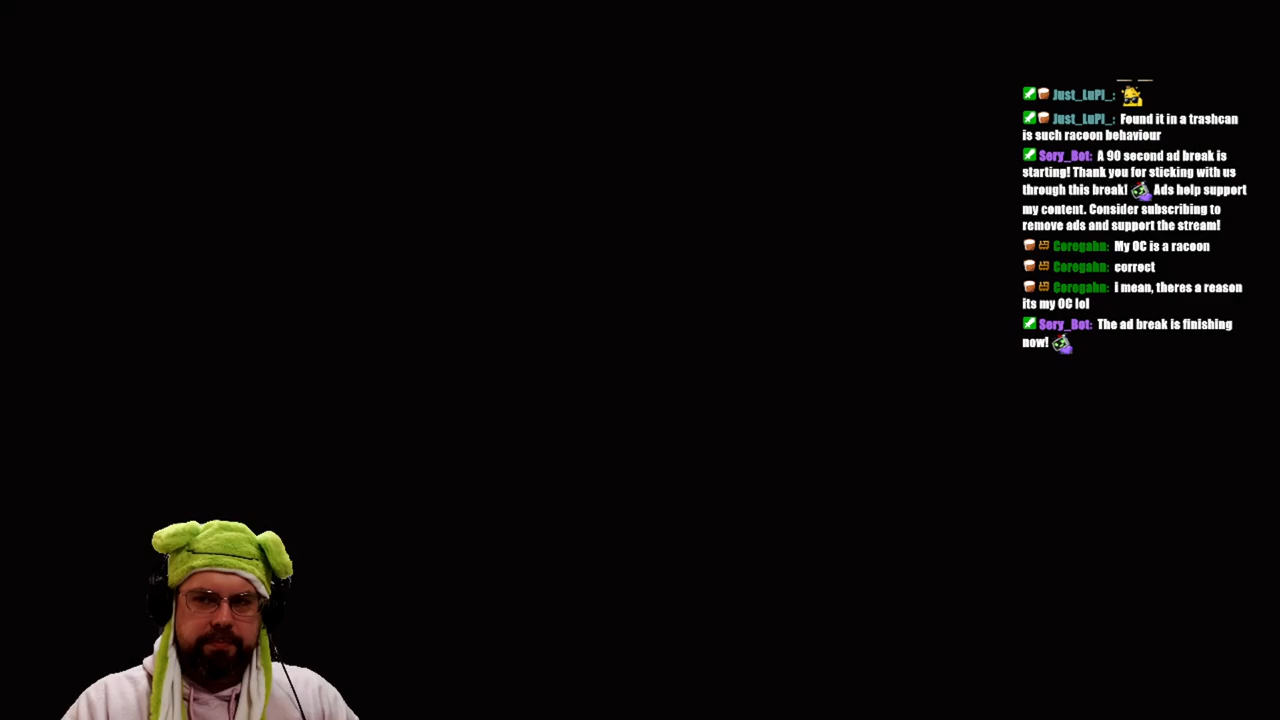 Just_LuPi_:
Just_LuPi_: Found it in a trashcan
is such racoon behaviour
Sory_Bot: A 90 second ad break is
starting! Thank you for sticking with us
through this break! Ads help support
my content. Consider subscribing to
remove ads and support the stream!
Coregahn: My OC is a racoon
Coregahn: correct
Coregahn: i mean, theres a reason
its my OC lol
Sory_Bot: The ad break is finishing
now!